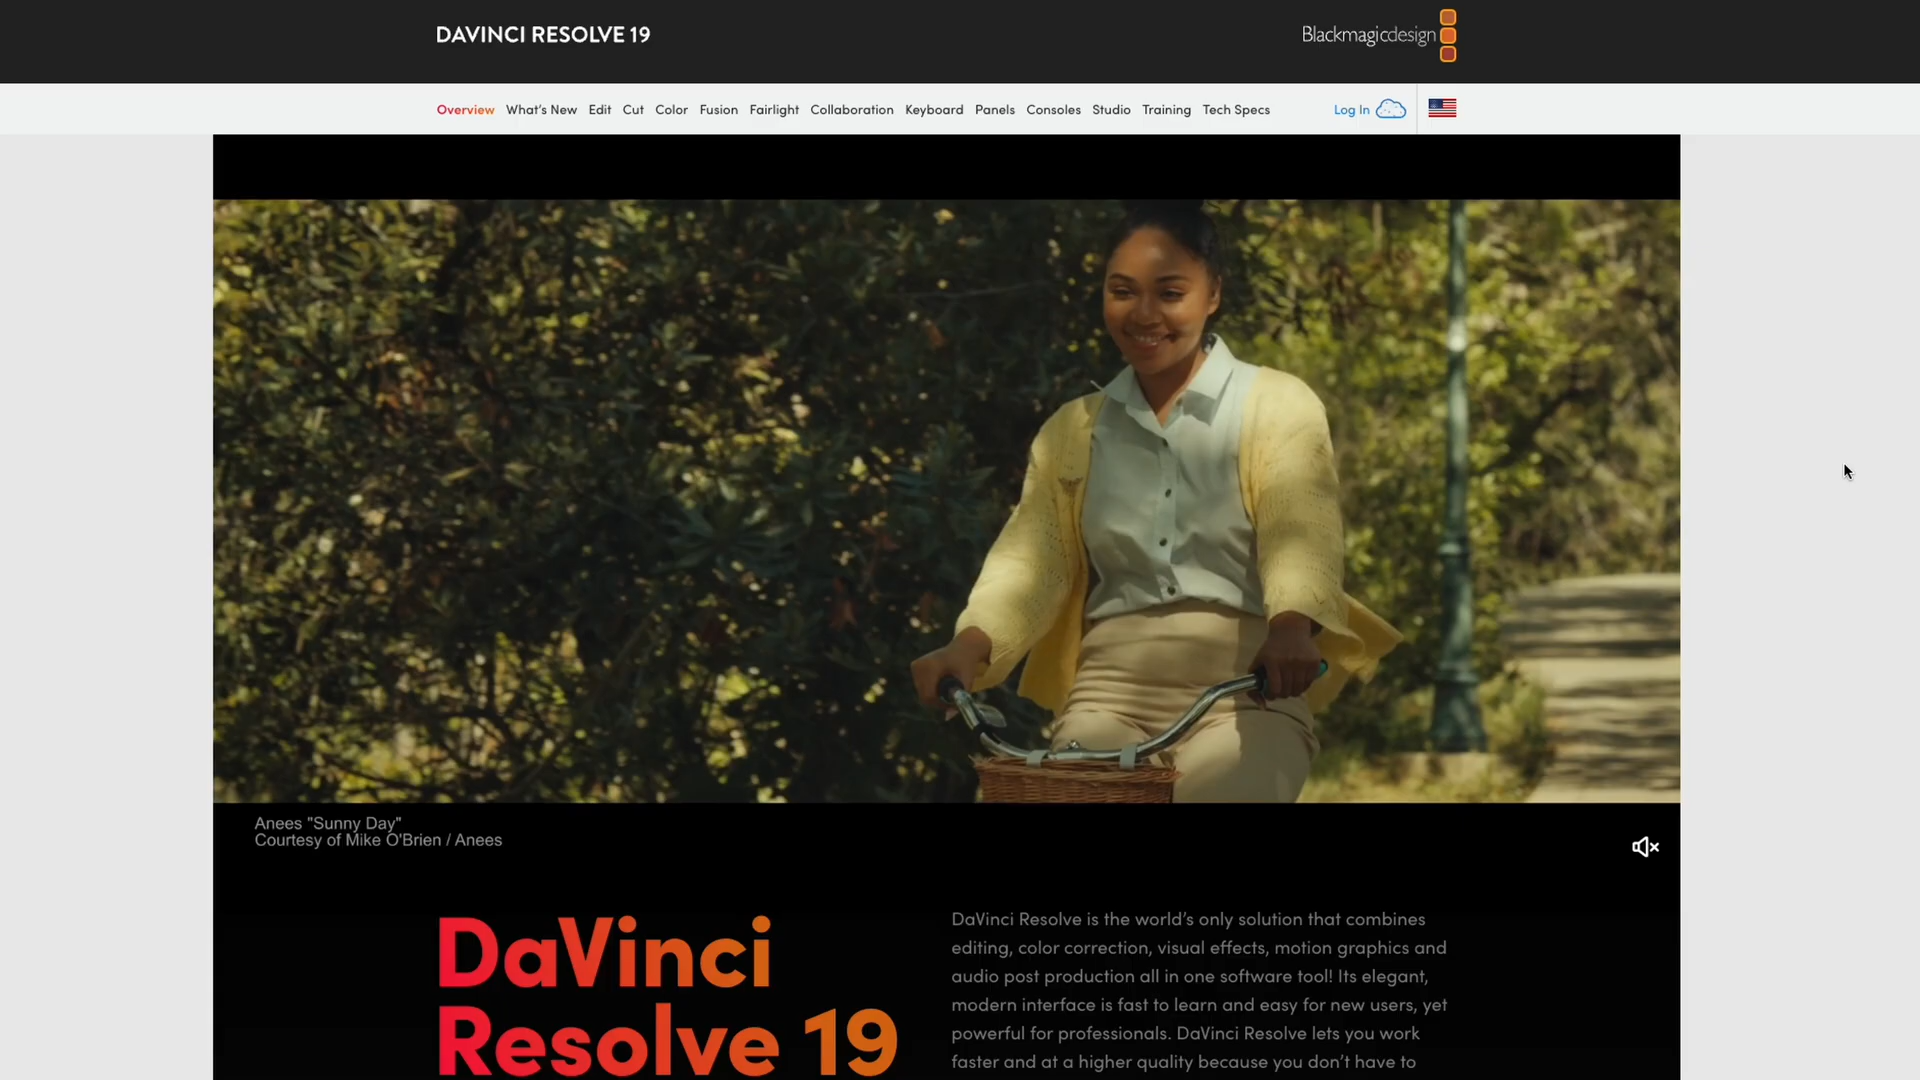 DAVINCI RESOLVE 19
Blackmagicdesign
Overview What's New Edit Cut Color Fusion Fairlight Collaboration Keyboard Panels Consoles Studio Training Tech Specs Log In
Anees "Sunny Day"
Courtesy of Mike O'Brien / Anees
DaVinci
Resolve 19
DaVinci Resolve is the world's only solution that combines
editing, color correction, visual effects, motion graphics and
audio post production all in one software tool! Its elegant,
modern interface is fast to learn and easy for new users, yet
powerful for professionals. DaVinci Resolve lets you work
faster and at a higher quality because you don't have to